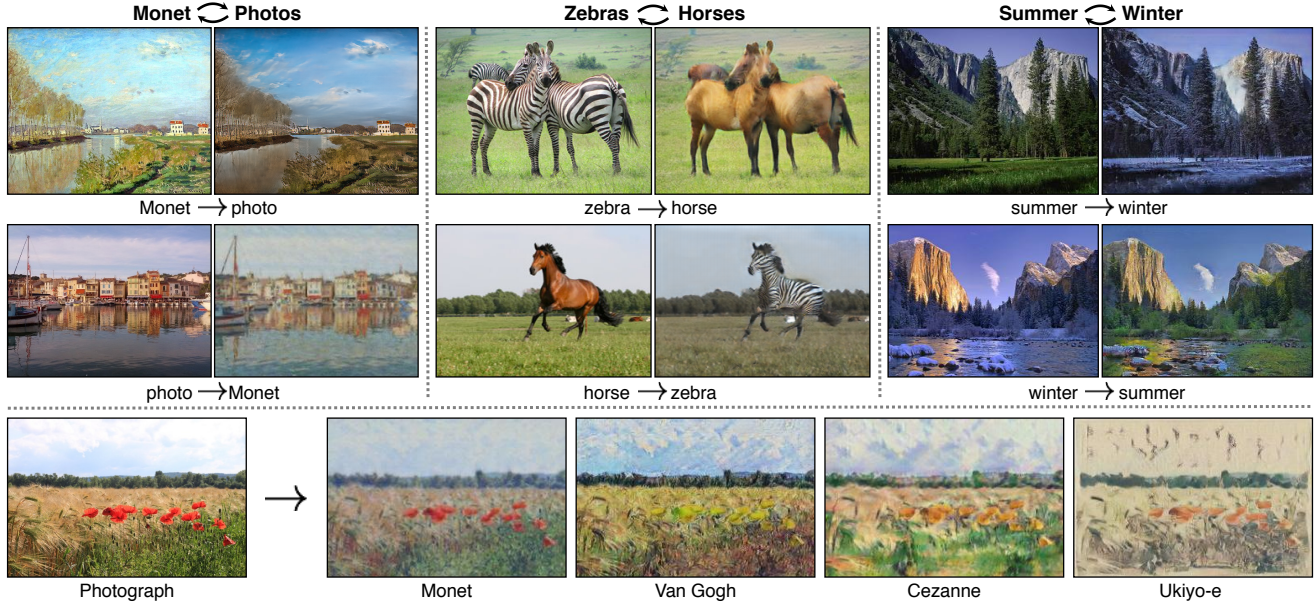 Monet Photos Zebras Horses Summer Winter
Monet → photo zebra → horse summer → winter
photo → Monet horse → zebra winter → summer
Photograph Monet Van Gogh Cezanne Ukiyo-e